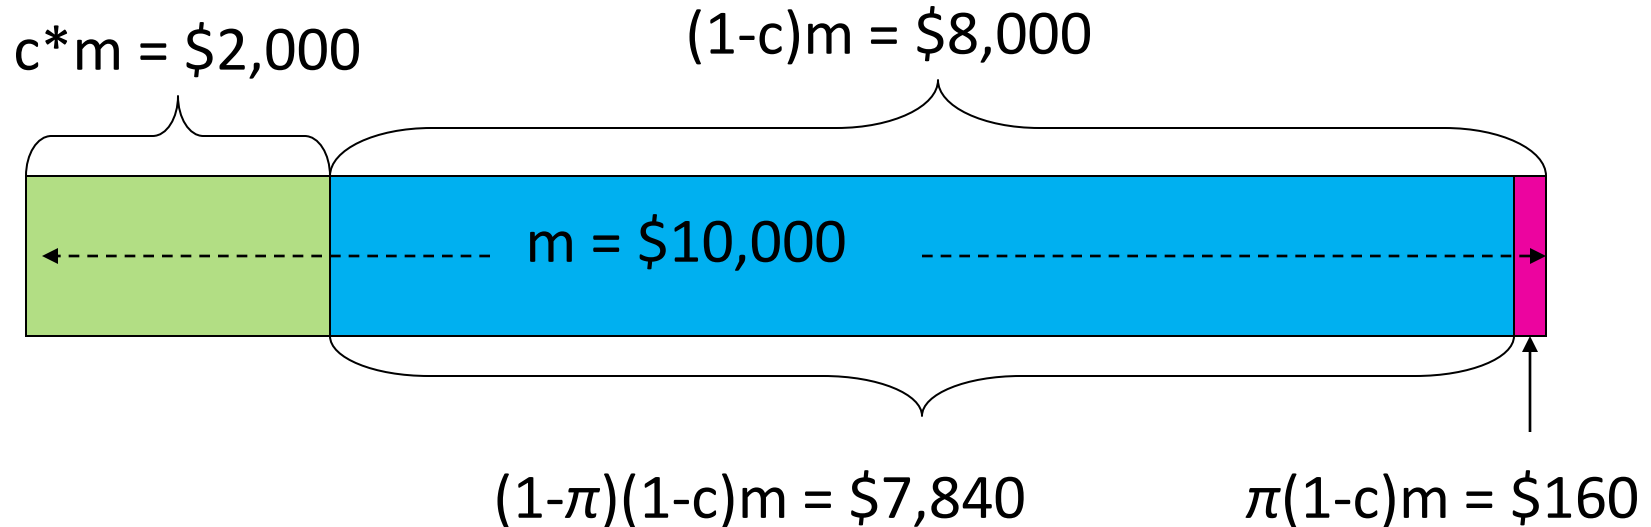 c*m = $2,000
(1-c)m = $8,000
m = $10,000
(1-π)(1-c)m = $7,840
π(1-c)m = $160